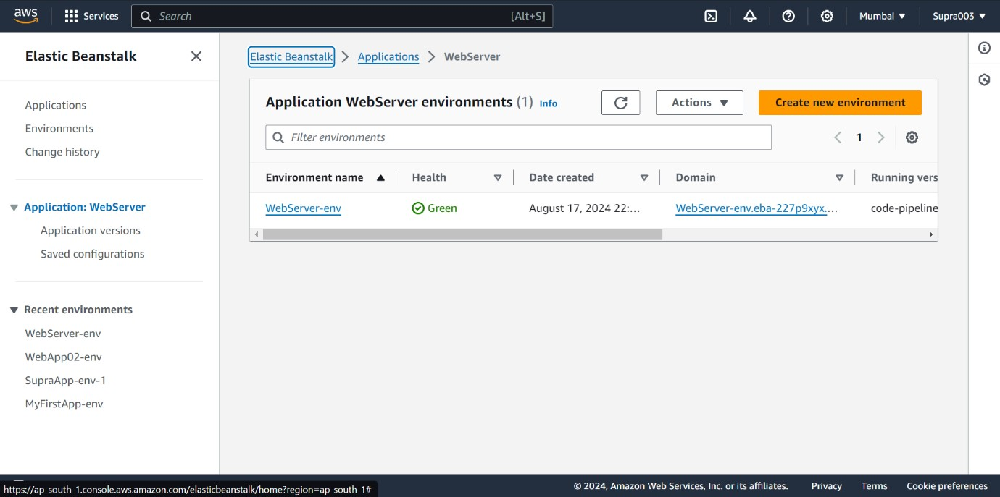 aws Services Search [Alt+S] Mumbai ▼ Supra003 ▼
Elastic Beanstalk
Applications
Environments
Change history
Application: WebServer
Application versions
Saved configurations
Recent environments
WebServer-env
WebApp02-env
SupraApp-env-1
MyFirstApp-env
Elastic Beanstalk > Applications > WebServer
Application WebServer environments (1) Info Actions ▼ Create new environment
Filter environments 1
Environment name Health Date created Domain Running vers
WebServer-env Green August 17, 2024 22:... WebServer-env.eba-227p9xyx.... code-pipeline
https://ap-south-1.console.aws.amazon.com/elasticbeanstalk/home?region=ap-south-1#
© 2024, Amazon Web Services, Inc. or its affiliates. Privacy Terms Cookie preferences